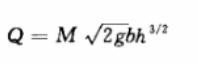 Q = M √2gbh^{3/2}